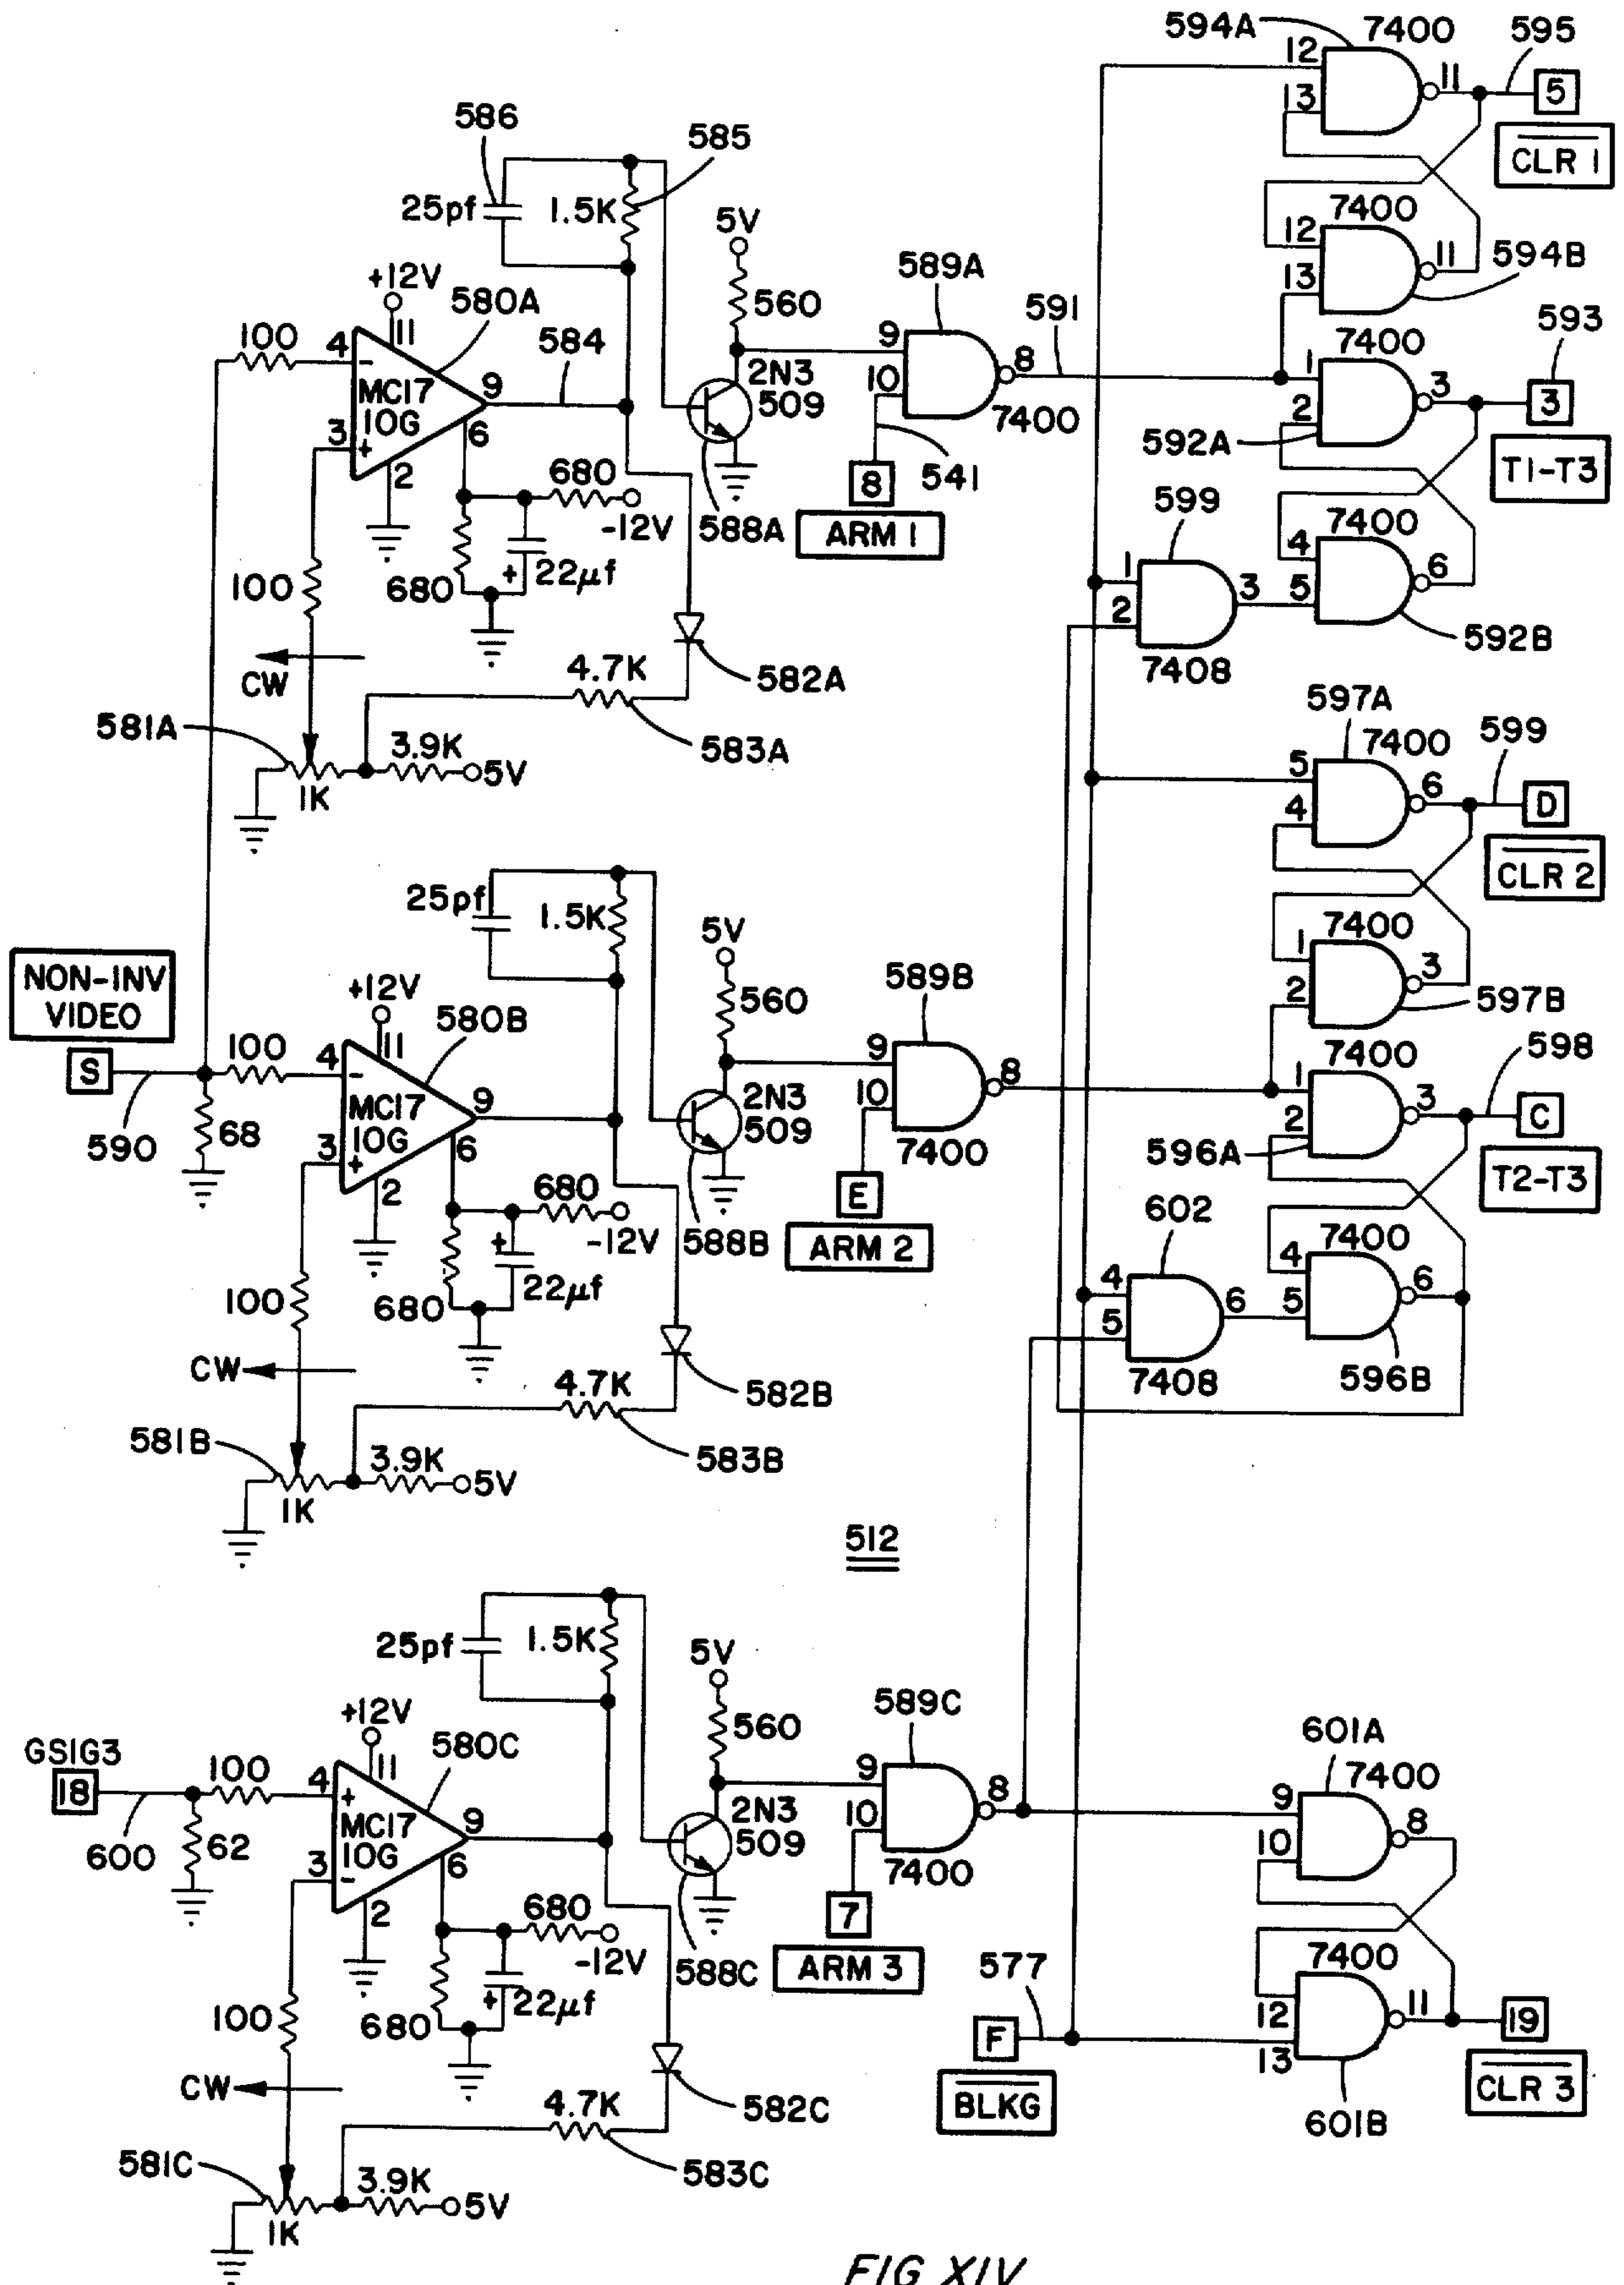 594A
7400
595
12
13
11
5
CLR 1
586
585
25pf
1.5K
7400
12
13
11
594B
5V
560
589A
+12V
580A
11
100
4
-
MC17
10G
9
584
3
+
6
2
2N3
509
9
10
8
7400
591
7400
1
2
3
593
3
592A
T1-T3
8
541
ARM 1
680
-12V
588A
680
+
22µf
599
1
2
3
7408
7400
4
5
6
592B
100
CW
582A
4.7K
583A
581A
3.9K
5V
1K
597A
7400
599
5
4
6
D
CLR 2
25pf
1.5K
7400
1
2
3
597B
NON-INV
VIDEO
S
590
68
5V
560
589B
+12V
580B
11
100
4
-
MC17
10G
9
3
+
6
2
2N3
509
9
10
8
7400
7400
1
2
3
598
C
596A
T2-T3
E
ARM 2
680
-12V
588B
680
+
22µf
602
4
5
6
7408
7400
4
5
6
596B
100
CW
582B
4.7K
583B
581B
3.9K
5V
1K
512
25pf
1.5K
5V
560
589C
+12V
580C
11
GSIG3
18
600
62
100
4
+
MC17
10G
9
3
-
6
2
2N3
509
9
10
8
7400
601A
7400
9
10
8
7
ARM 3
680
-12V
588C
680
+
22µf
577
F
BLKG
7400
12
13
11
19
CLR 3
601B
100
CW
582C
4.7K
583C
581C
3.9K
5V
1K
FIG XIV